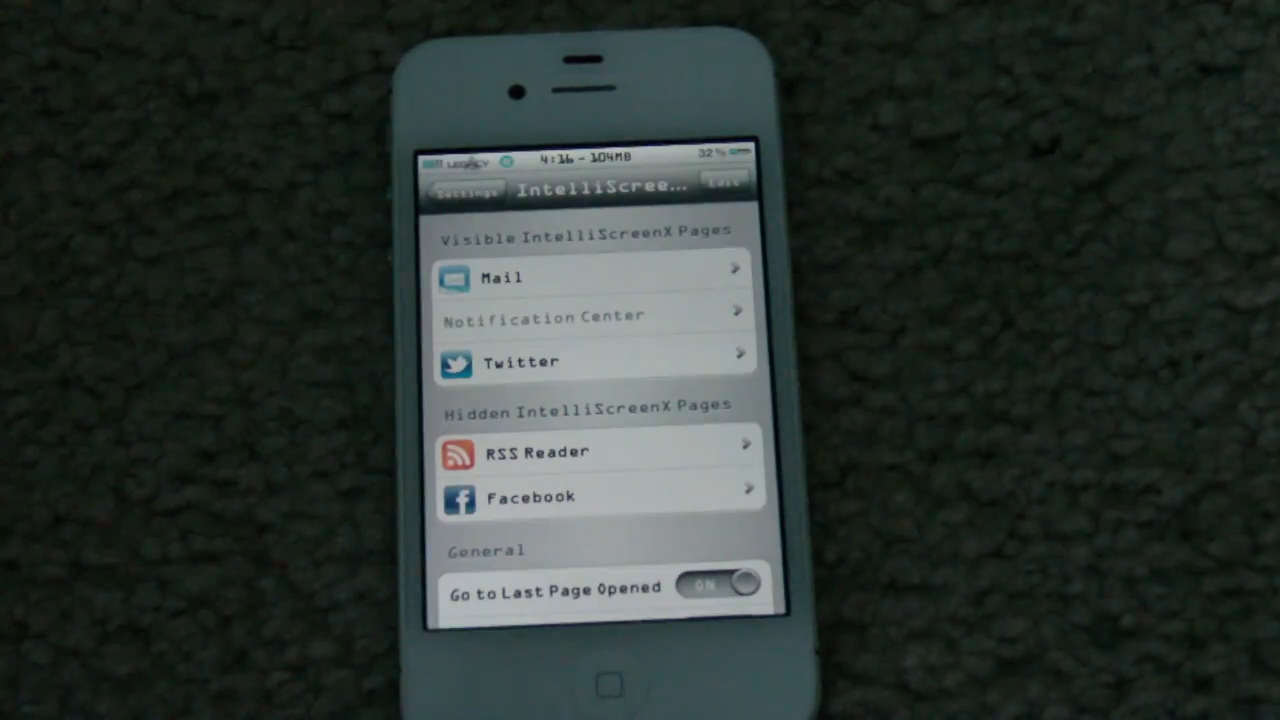 LEGACY 4:16 - 104MB 32%
Settings IntelliScree... Edit
Visible IntelliScreenX Pages
Mail
Notification Center
Twitter
Hidden IntelliScreenX Pages
RSS Reader
Facebook
General
Go to Last Page Opened ON